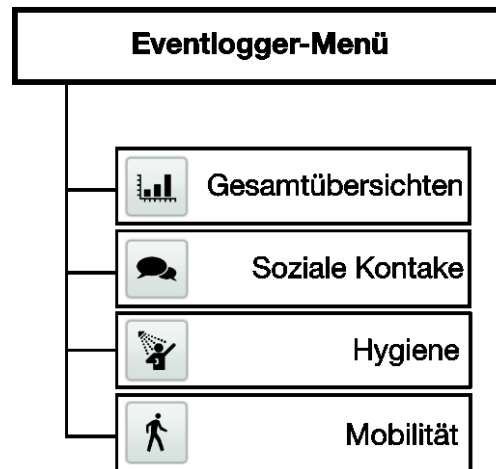 Eventlogger-Menü
Gesamtübersichten
Soziale Kontake
Hygiene
Mobilität